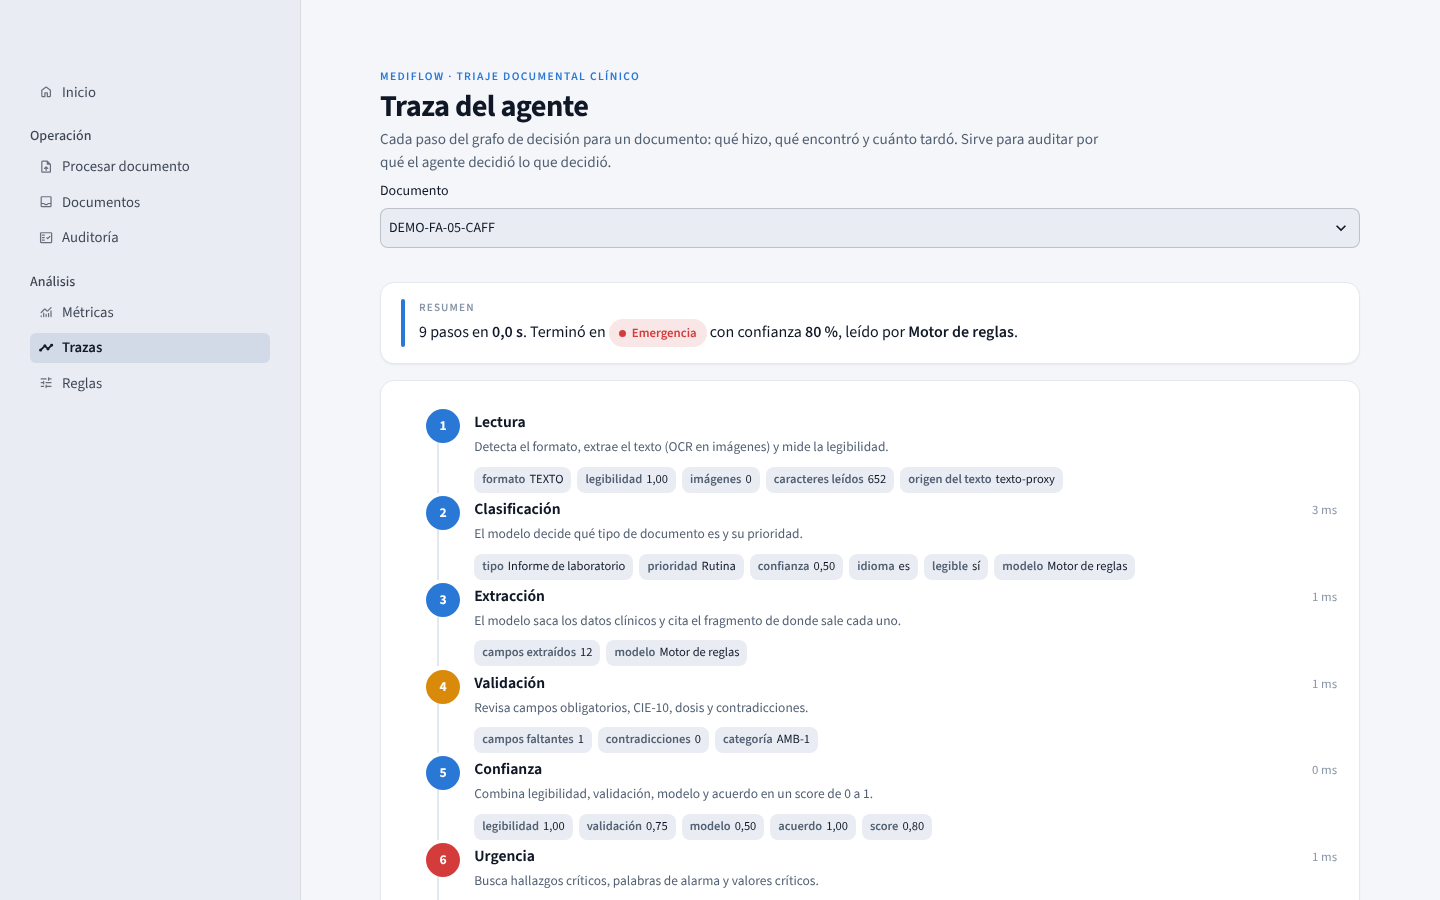 Inicio
Operación
Procesar documento
Documentos
Auditoría
Análisis
Métricas
Trazas
Reglas
MEDIFLOW · TRIAJE DOCUMENTAL CLÍNICO
Traza del agente
Cada paso del grafo de decisión para un documento: qué hizo, qué encontró y cuánto tardó. Sirve para auditar por
qué el agente decidió lo que decidió.
Documento
DEMO-FA-05-CAFF
RESUMEN
9 pasos en 0,0 s. Terminó en Emergencia con confianza 80 %, leído por Motor de reglas.
1 Lectura
Detecta el formato, extrae el texto (OCR en imágenes) y mide la legibilidad.
formato TEXTO legibilidad 1,00 imágenes 0 caracteres leídos 652 origen del texto texto-proxy
2 Clasificación 3 ms
El modelo decide qué tipo de documento es y su prioridad.
tipo Informe de laboratorio prioridad Rutina confianza 0,50 idioma es legible sí modelo Motor de reglas
3 Extracción 1 ms
El modelo saca los datos clínicos y cita el fragmento de donde sale cada uno.
campos extraídos 12 modelo Motor de reglas
4 Validación 1 ms
Revisa campos obligatorios, CIE-10, dosis y contradicciones.
campos faltantes 1 contradicciones 0 categoría AMB-1
5 Confianza 0 ms
Combina legibilidad, validación, modelo y acuerdo en un score de 0 a 1.
legibilidad 1,00 validación 0,75 modelo 0,50 acuerdo 1,00 score 0,80
6 Urgencia 1 ms
Busca hallazgos críticos, palabras de alarma y valores críticos.